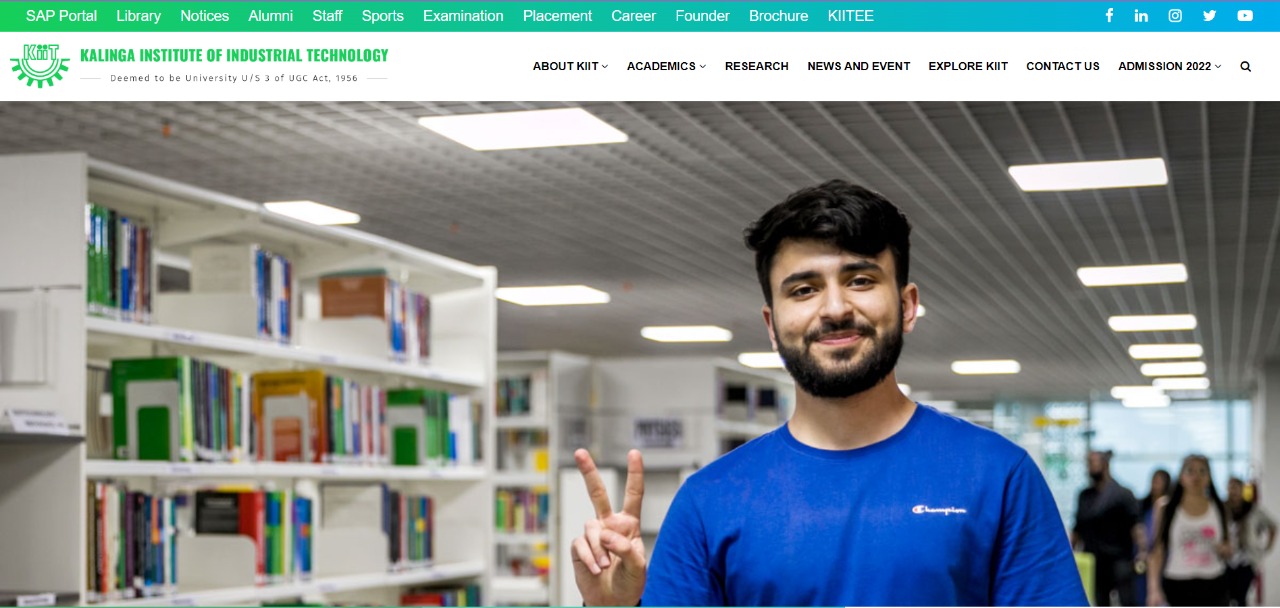 SAP Portal Library Notices Alumni Staff Sports Examination Placement Career Founder Brochure KIITEE
KiiT
KALINGA INSTITUTE OF INDUSTRIAL TECHNOLOGY
Deemed to be University U/S 3 of UGC Act, 1956
ABOUT KIIT ACADEMICS RESEARCH NEWS AND EVENT EXPLORE KIIT CONTACT US ADMISSION 2022
PHYSICS
Champion